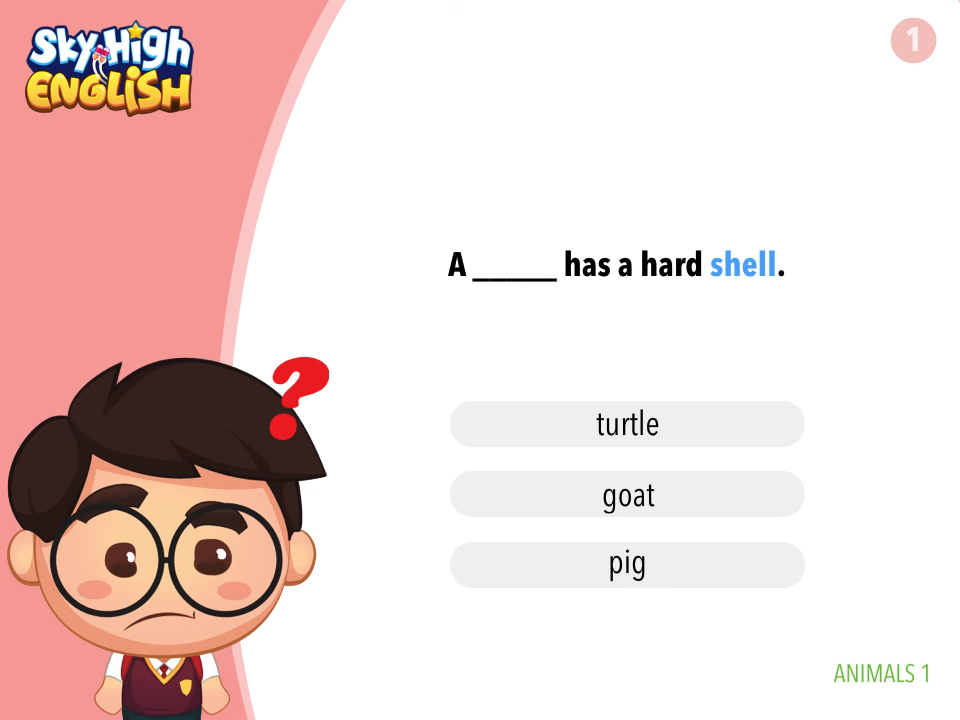 Sky High
ENGLISH
1
A _____ has a hard shell.
?
turtle
goat
pig
ANIMALS 1